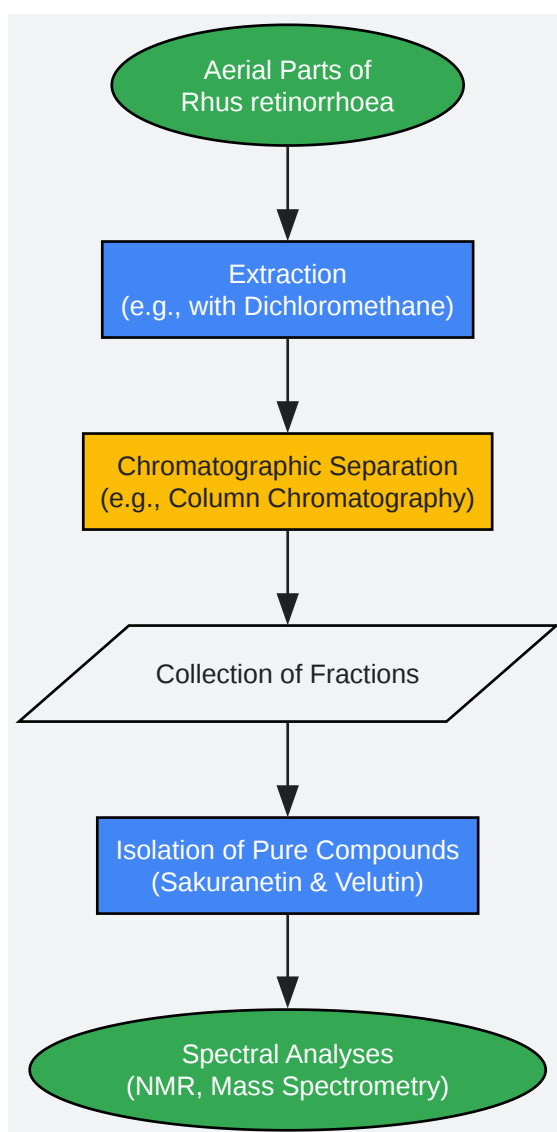 Aerial Parts of
Rhus retinorrhoea
Extraction
(e.g., with Dichloromethane)
Chromatographic Separation
(e.g., Column Chromatography)
Collection of Fractions
Isolation of Pure Compounds
(Sakuranetin & Velutin)
Spectral Analyses
(NMR, Mass Spectrometry)